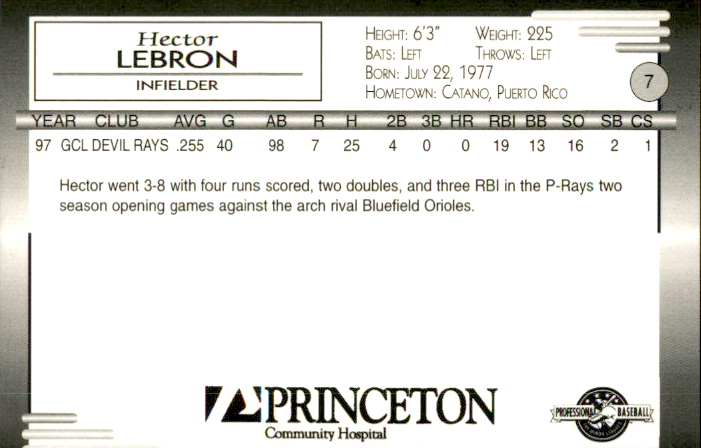 Hector
LEBRON
INFIELDER
HEIGHT: 6'3" WEIGHT: 225
BATS: LEFT THROWS: LEFT
BORN: JULY 22, 1977
HOMETOWN: CATANO, PUERTO RICO
7
YEAR CLUB AVG G AB R H 2B 3B HR RBI BB SO SB CS
97 GCL DEVIL RAYS .255 40 98 7 25 4 0 0 19 13 16 2 1
Hector went 3-8 with four runs scored, two doubles, and three RBI in the P-Rays two
season opening games against the arch rival Bluefield Orioles.
PRINCETON
Community Hospital
PROFESSIONAL BASEBALL